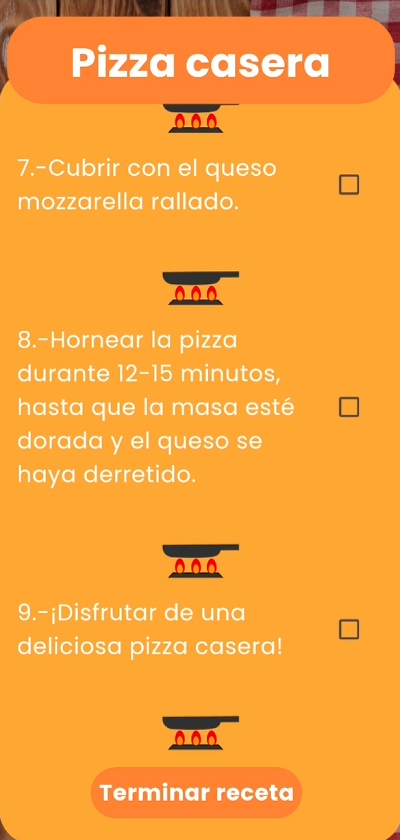 Pizza casera
7.-Cubrir con el queso
mozzarella rallado.
8.-Hornear la pizza
durante 12-15 minutos,
hasta que la masa esté
dorada y el queso se
haya derretido.
9.-¡Disfrutar de una
deliciosa pizza casera!
Terminar receta